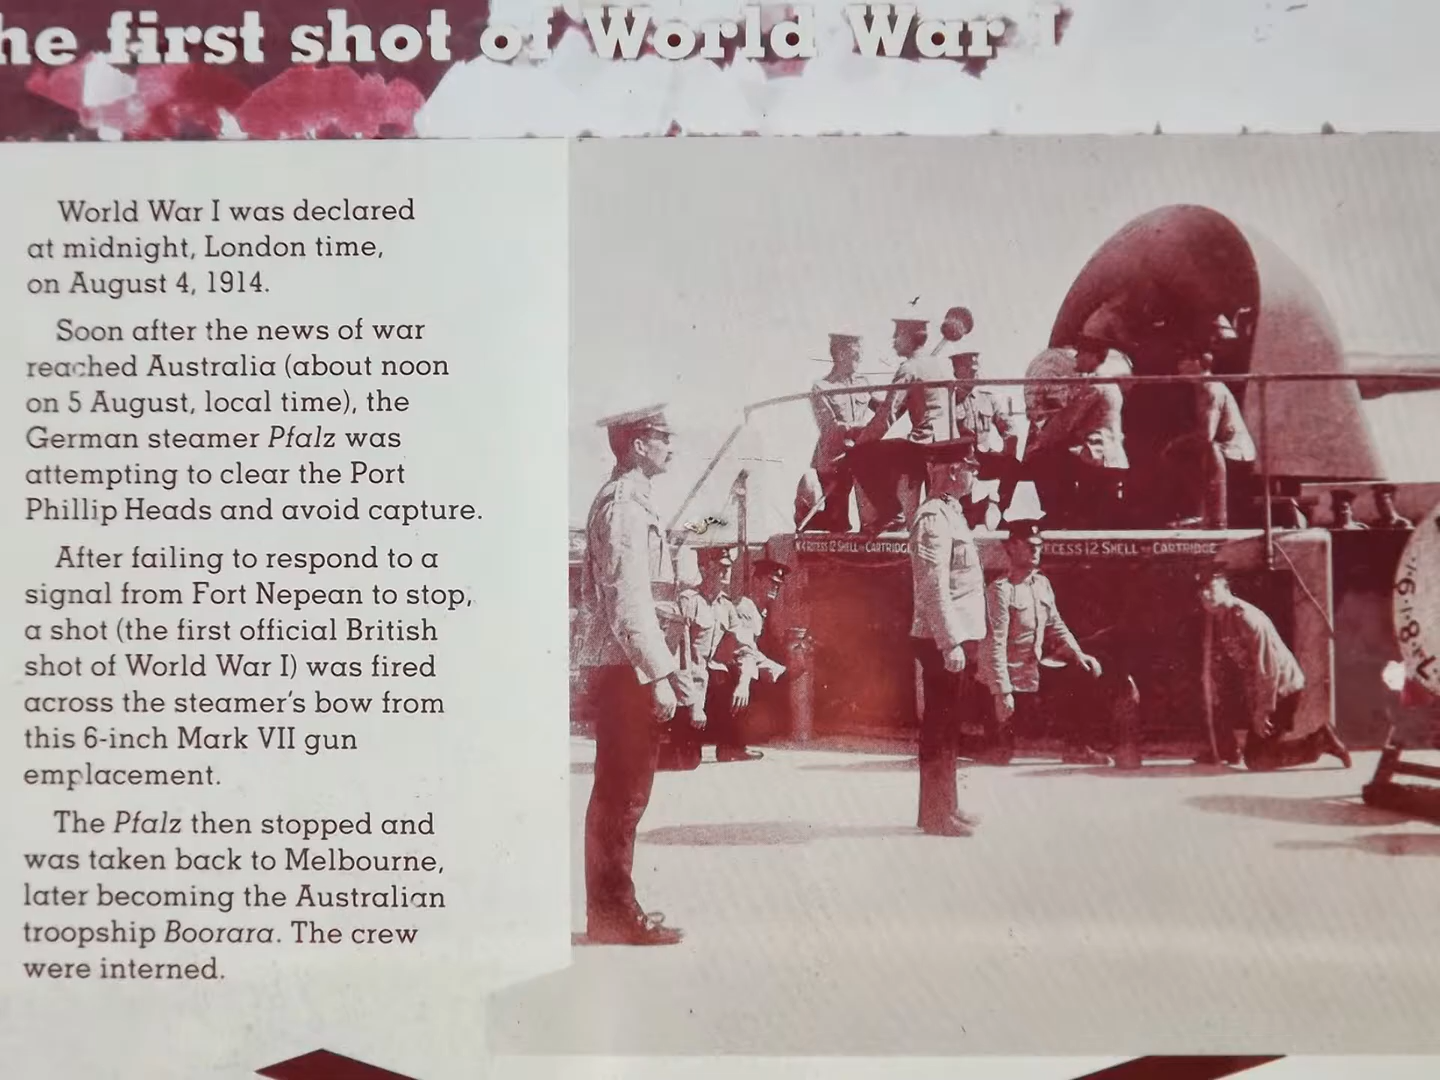 he first shot of World War I
World War I was declared
at midnight, London time,
on August 4, 1914.
Soon after the news of war
reached Australia (about noon
on 5 August, local time), the
German steamer Pfalz was
attempting to clear the Port
Phillip Heads and avoid capture.
After failing to respond to a
signal from Fort Nepean to stop,
a shot (the first official British
shot of World War I) was fired
across the steamer's bow from
this 6-inch Mark VII gun
emplacement.
The Pfalz then stopped and
was taken back to Melbourne,
later becoming the Australian
troopship Boorara. The crew
were interned.
RECESS 12 SHELL CARTRIDGE
ECESS 12 SHELL CARTRIDGE